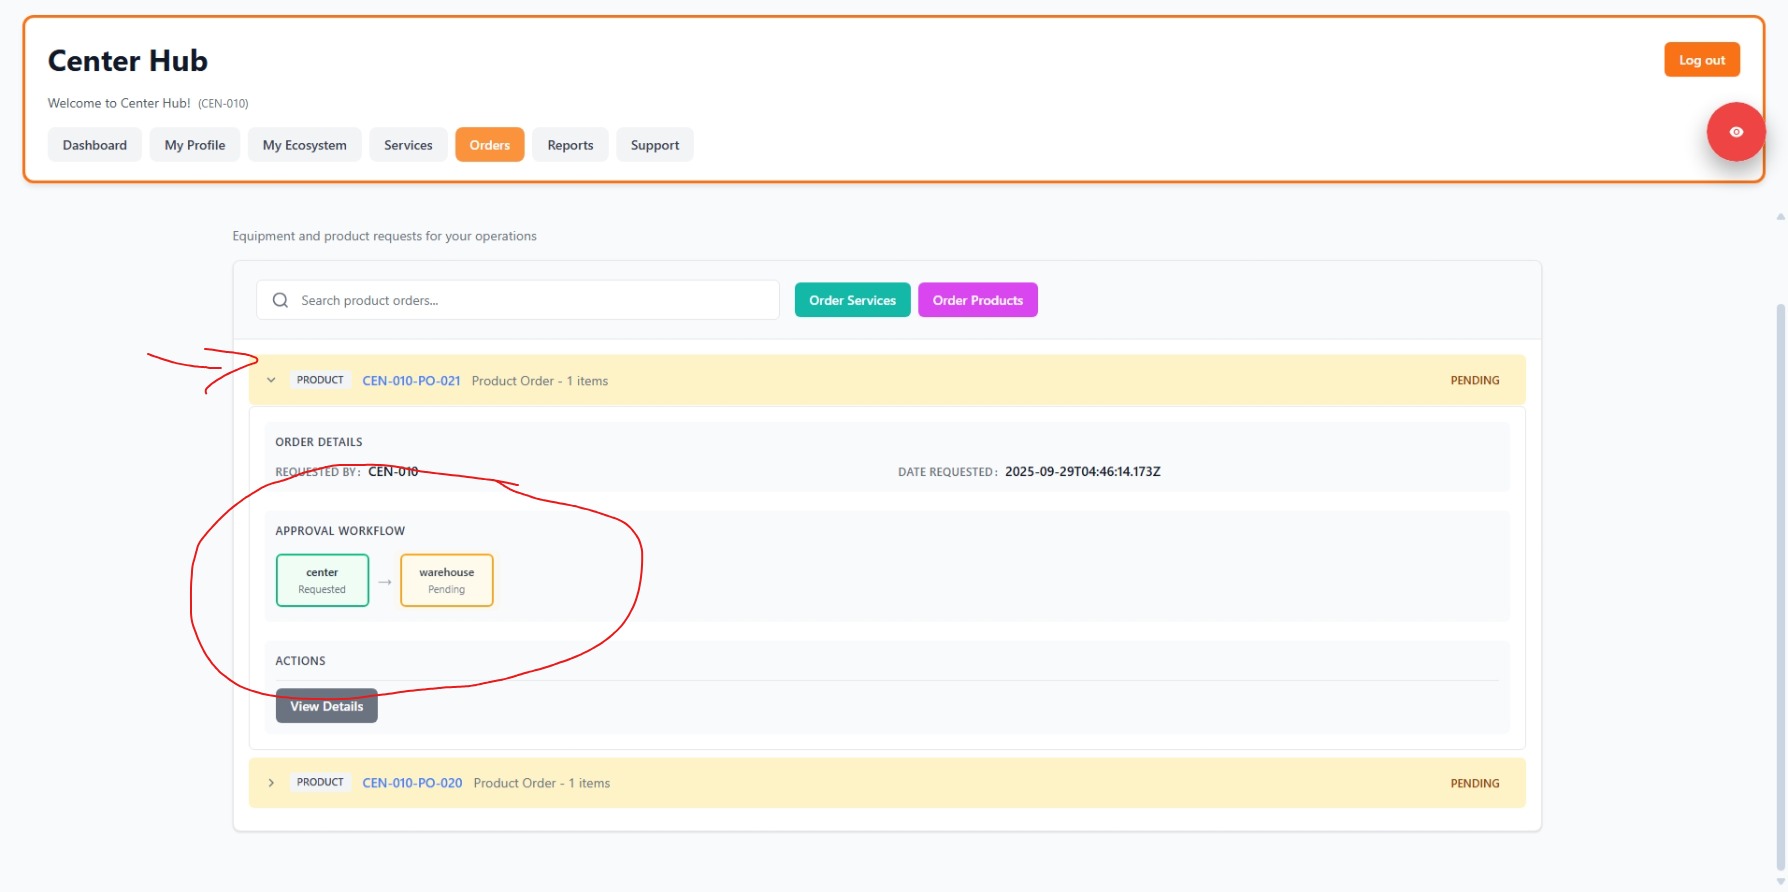 Center Hub
Log out
Welcome to Center Hub! (CEN-010)
Dashboard My Profile My Ecosystem Services Orders Reports Support
Equipment and product requests for your operations
Search product orders... Order Services Order Products
PRODUCT CEN-010-PO-021 Product Order - 1 items PENDING
ORDER DETAILS
REQUESTED BY: CEN-010 DATE REQUESTED: 2025-09-29T04:46:14.173Z
APPROVAL WORKFLOW
center → warehouse
Requested Pending
ACTIONS
View Details
PRODUCT CEN-010-PO-020 Product Order - 1 items PENDING